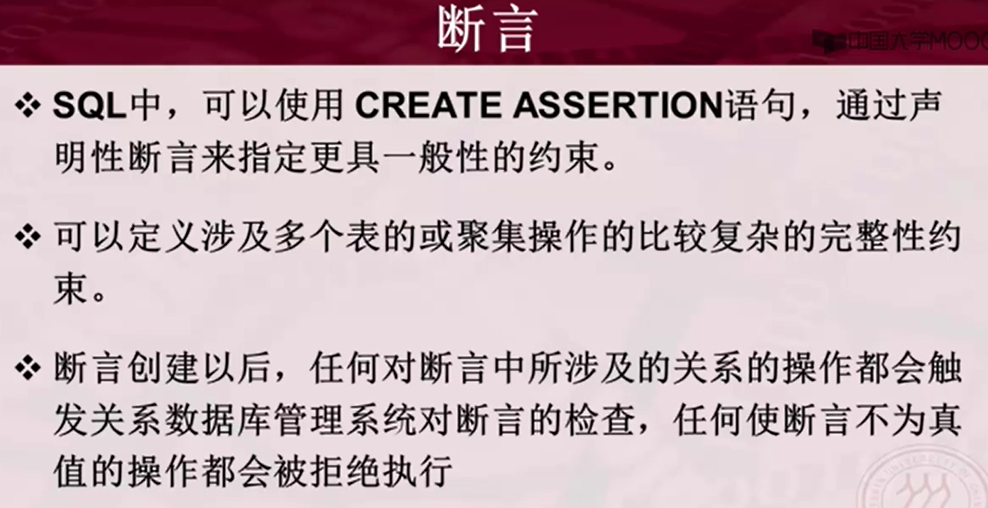 断言
中国大学MOOC
❖ SQL中，可以使用 CREATE ASSERTION语句，通过声
明性断言来指定更具一般性的约束。
❖ 可以定义涉及多个表的或聚集操作的比较复杂的完整性约
束。
❖ 断言创建以后，任何对断言中所涉及的关系的操作都会触
发关系数据库管理系统对断言的检查，任何使断言不为真
值的操作都会被拒绝执行